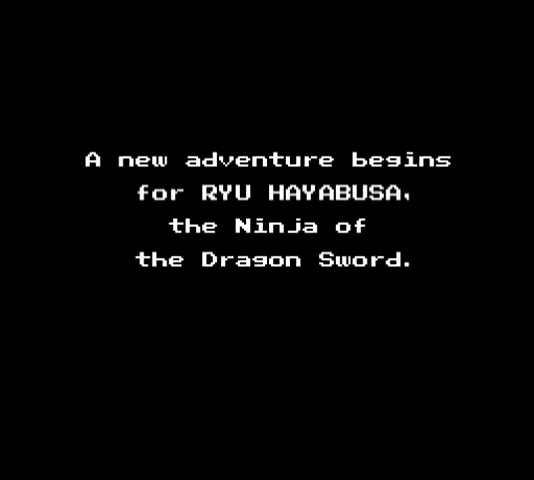 A new adventure begins
for RYU HAYABUSA,
the Ninja of
the Dragon Sword.